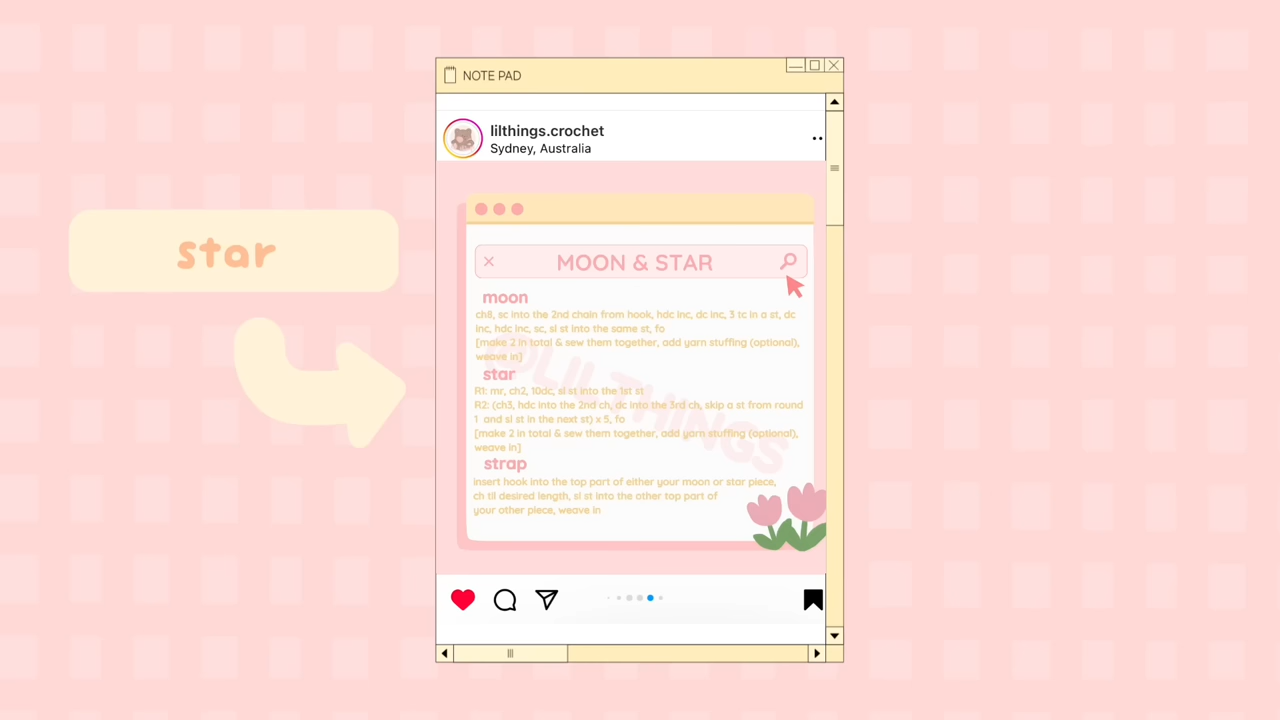 NOTE PAD
lilthings.crochet
Sydney, Australia
star
MOON & STAR
moon
ch8, sc into the 2nd chain from hook, hdc inc, dc inc, 3 tc in a st, dc
inc, hdc inc, sc, sl st into the same st, fo
[make 2 in total & sew them together, add yarn stuffing (optional),
weave in]
star
R1: mr, ch2, 10dc, sl st into the 1st st
R2: (ch3, hdc into the 2nd ch, dc into the 3rd ch, skip a st from round
1 and sl st in the next st) x 5, fo
[make 2 in total & sew them together, add yarn stuffing (optional),
weave in]
strap
insert hook into the top part of either your moon or star piece,
ch til desired length, sl st into the other top part of
your other piece, weave in
@LILTHINGS